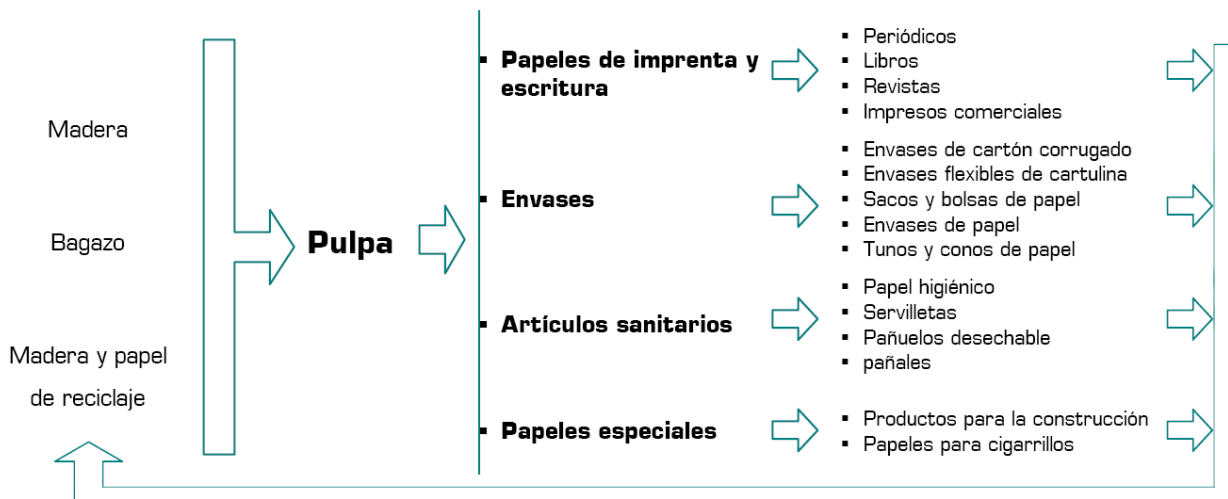 Madera
Bagazo
Madera y papel
de reciclaje
Pulpa
▪ Papeles de imprenta y
escritura
▪ Periódicos
▪ Libros
▪ Revistas
▪ Impresos comerciales
▪ Envases
▪ Envases de cartón corrugado
▪ Envases flexibles de cartulina
▪ Sacos y bolsas de papel
▪ Envases de papel
▪ Tunos y conos de papel
▪ Artículos sanitarios
▪ Papel higiénico
▪ Servilletas
▪ Pañuelos desechable
▪ pañales
▪ Papeles especiales
▪ Productos para la construcción
▪ Papeles para cigarrillos